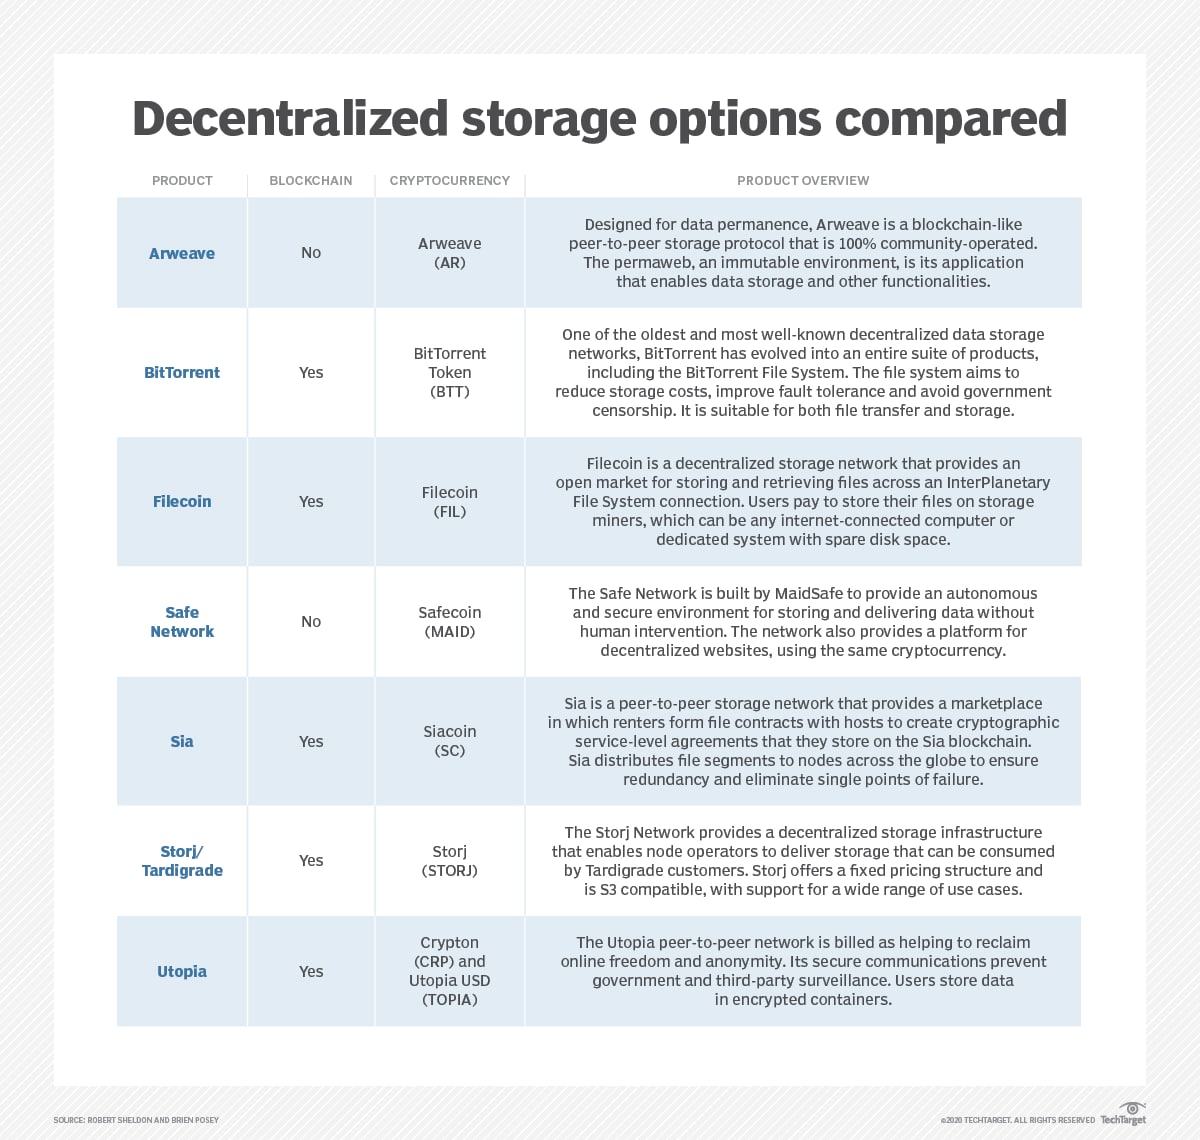 Decentralized storage options compared
PRODUCT BLOCKCHAIN CRYPTOCURRENCY PRODUCT OVERVIEW
Arweave
No
Arweave
(AR)
Designed for data permanence, Arweave is a blockchain-like
peer-to-peer storage protocol that is 100% community-operated.
The permaweb, an immutable environment, is its application
that enables data storage and other functionalities.
BitTorrent
Yes
BitTorrent
Token
(BTT)
One of the oldest and most well-known decentralized data storage
networks, BitTorrent has evolved into an entire suite of products,
including the BitTorrent File System. The file system aims to
reduce storage costs, improve fault tolerance and avoid government
censorship. It is suitable for both file transfer and storage.
Filecoin
Yes
Filecoin
(FIL)
Filecoin is a decentralized storage network that provides an
open market for storing and retrieving files across an InterPlanetary
File System connection. Users pay to store their files on storage
miners, which can be any internet-connected computer or
dedicated system with spare disk space.
Safe
Network
No
Safecoin
(MAID)
The Safe Network is built by MaidSafe to provide an autonomous
and secure environment for storing and delivering data without
human intervention. The network also provides a platform for
decentralized websites, using the same cryptocurrency.
Sia
Yes
Siacoin
(SC)
Sia is a peer-to-peer storage network that provides a marketplace
in which renters form file contracts with hosts to create cryptographic
service-level agreements that they store on the Sia blockchain.
Sia distributes file segments to nodes across the globe to ensure
redundancy and eliminate single points of failure.
Storj/
Tardigrade
Yes
Storj
(STORJ)
The Storj Network provides a decentralized storage infrastructure
that enables node operators to deliver storage that can be consumed
by Tardigrade customers. Storj offers a fixed pricing structure and
is S3 compatible, with support for a wide range of use cases.
Utopia
Yes
Crypton
(CRP) and
Utopia USD
(TOPIA)
The Utopia peer-to-peer network is billed as helping to reclaim
online freedom and anonymity. Its secure communications prevent
government and third-party surveillance. Users store data
in encrypted containers.
SOURCE: ROBERT SHELDON AND BRIEN POSEY
©2020 TECHTARGET. ALL RIGHTS RESERVED TechTarget